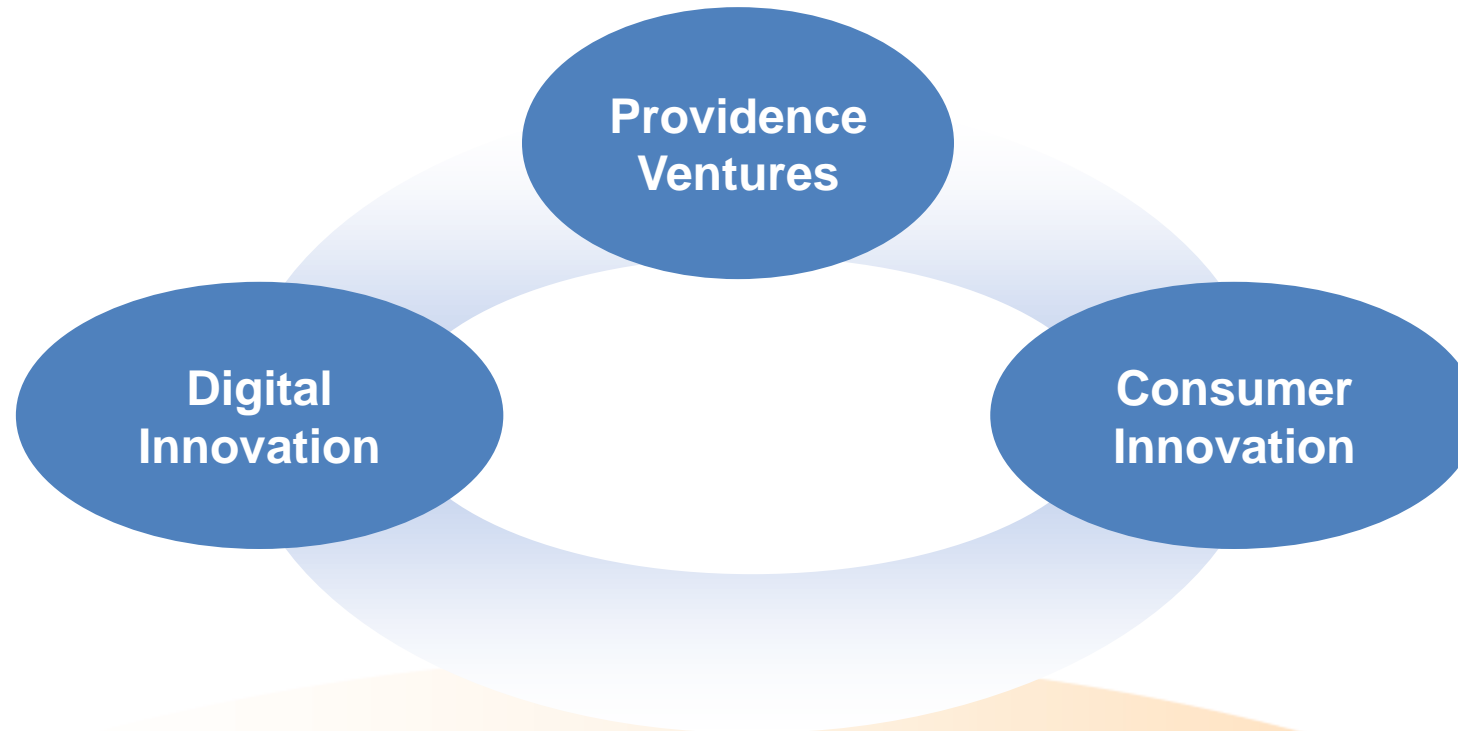 Providence
Ventures
Digital
Innovation
Consumer
Innovation